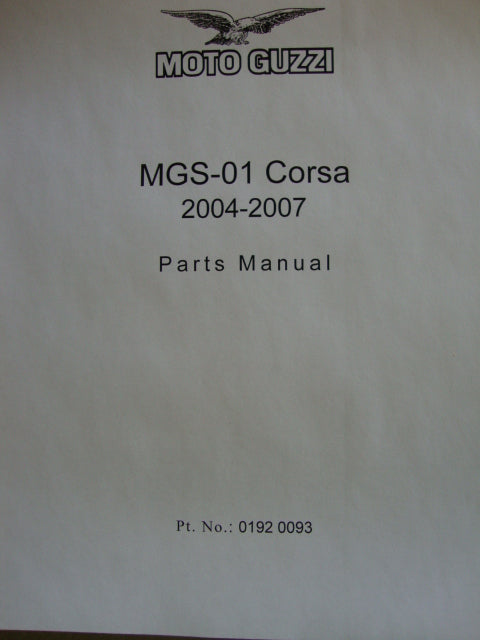 MOTO GUZZI
MGS-01 Corsa
2004-2007
Parts Manual
Pt. No.: 0192 0093